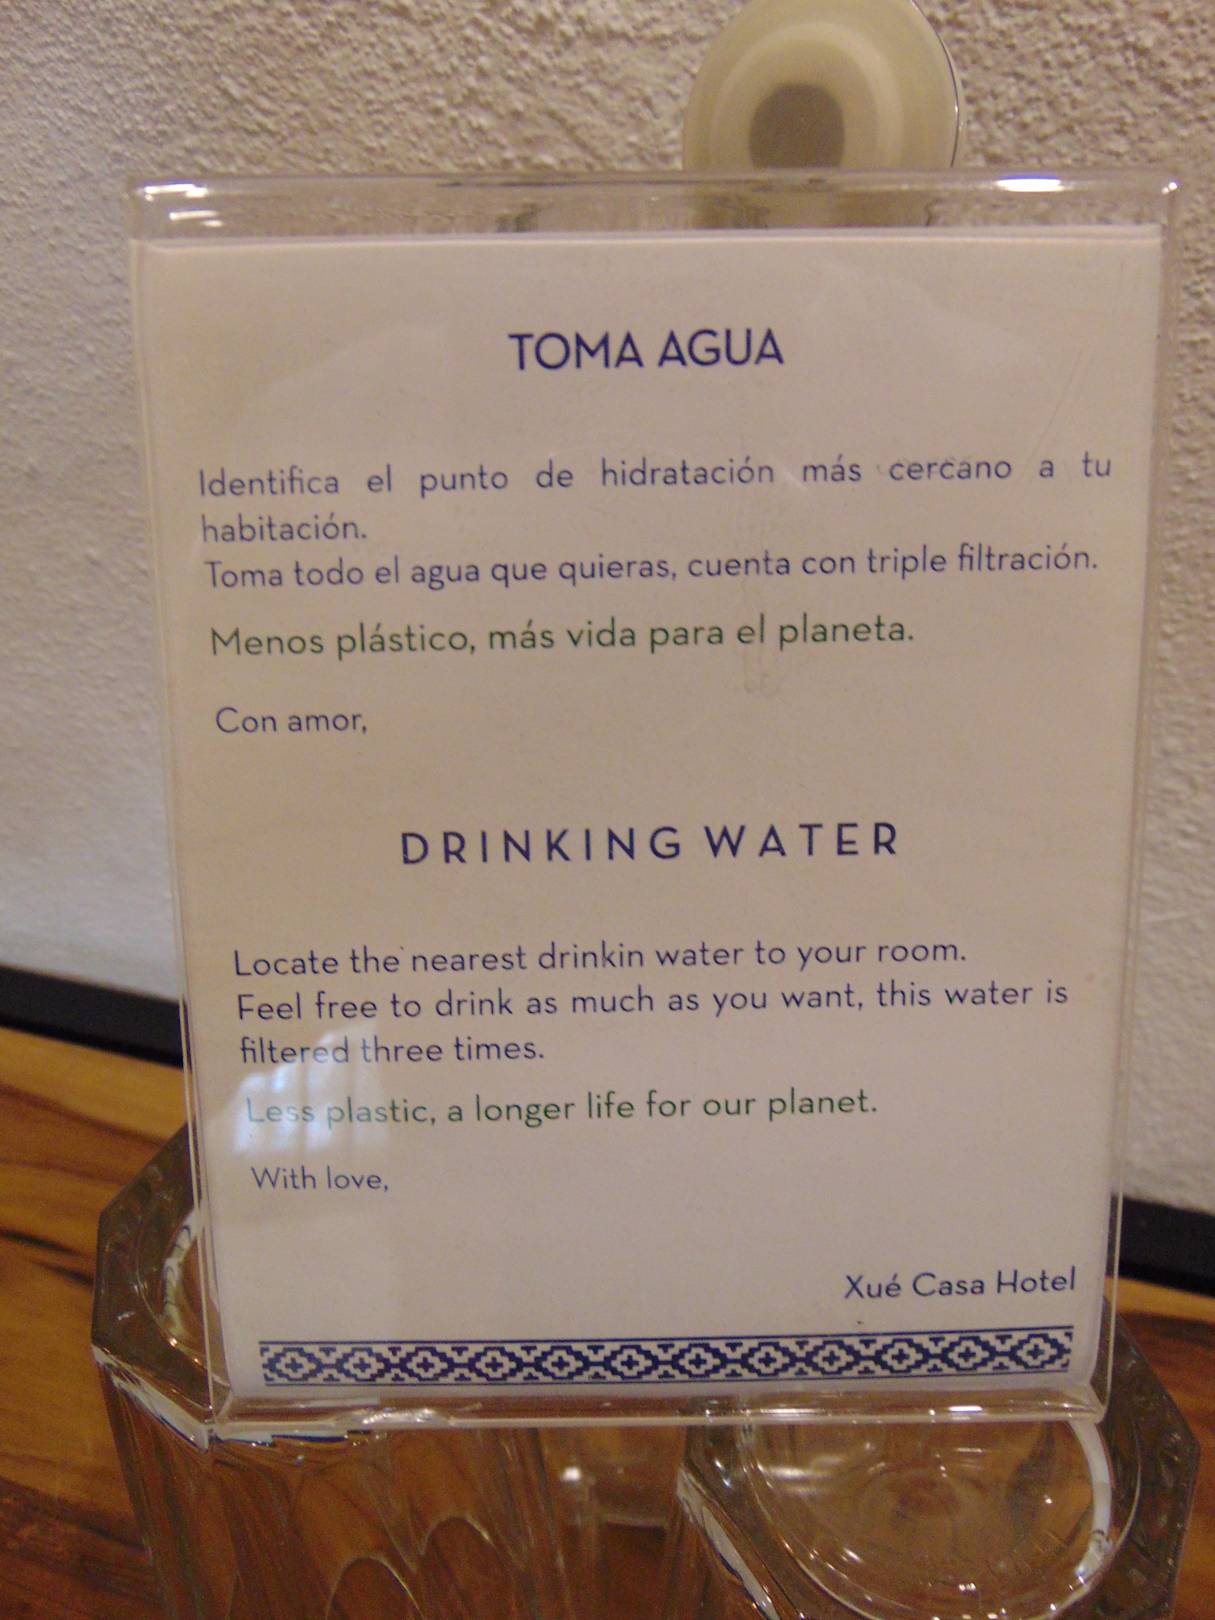 TOMA AGUA
Identifica el punto de hidratación más cercano a tu
habitación.
Toma todo el agua que quieras, cuenta con triple filtración.
Menos plástico, más vida para el planeta.
Con amor,
DRINKING WATER
Locate the nearest drinkin water to your room.
Feel free to drink as much as you want, this water is
filtered three times.
Less plastic, a longer life for our planet.
With love,
Xué Casa Hotel